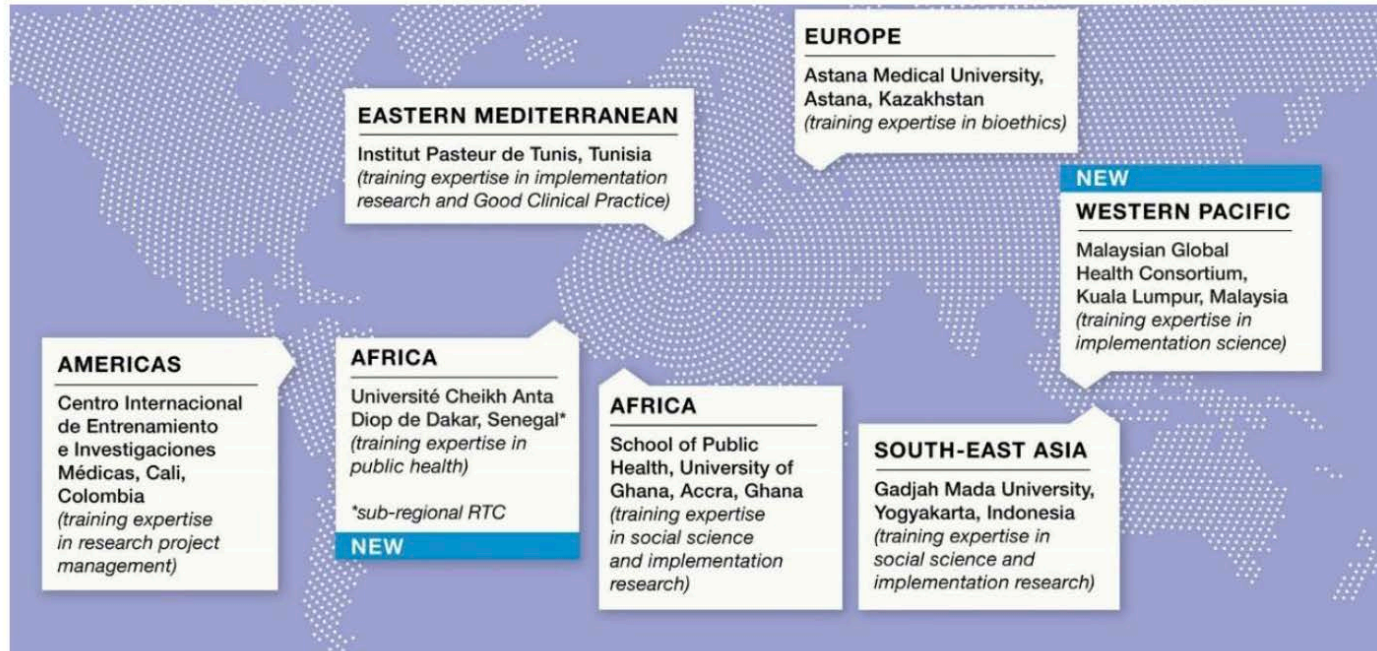 EUROPE
Astana Medical University,
Astana, Kazakhstan
(training expertise in bioethics)
EASTERN MEDITERRANEAN
Institut Pasteur de Tunis, Tunisia
(training expertise in implementation
research and Good Clinical Practice)
NEW
WESTERN PACIFIC
Malaysian Global
Health Consortium,
Kuala Lumpur, Malaysia
(training expertise in
implementation science)
AMERICAS
Centro Internacional
de Entrenamiento
e Investigaciones
Médicas, Cali,
Colombia
(training expertise
in research project
management)
AFRICA
Université Cheikh Anta
Diop de Dakar, Senegal*
(training expertise in
public health)
*sub-regional RTC
NEW
AFRICA
School of Public
Health, University of
Ghana, Accra, Ghana
(training expertise
in social science
and implementation
research)
SOUTH-EAST ASIA
Gadjah Mada University,
Yogyakarta, Indonesia
(training expertise in
social science and
implementation research)